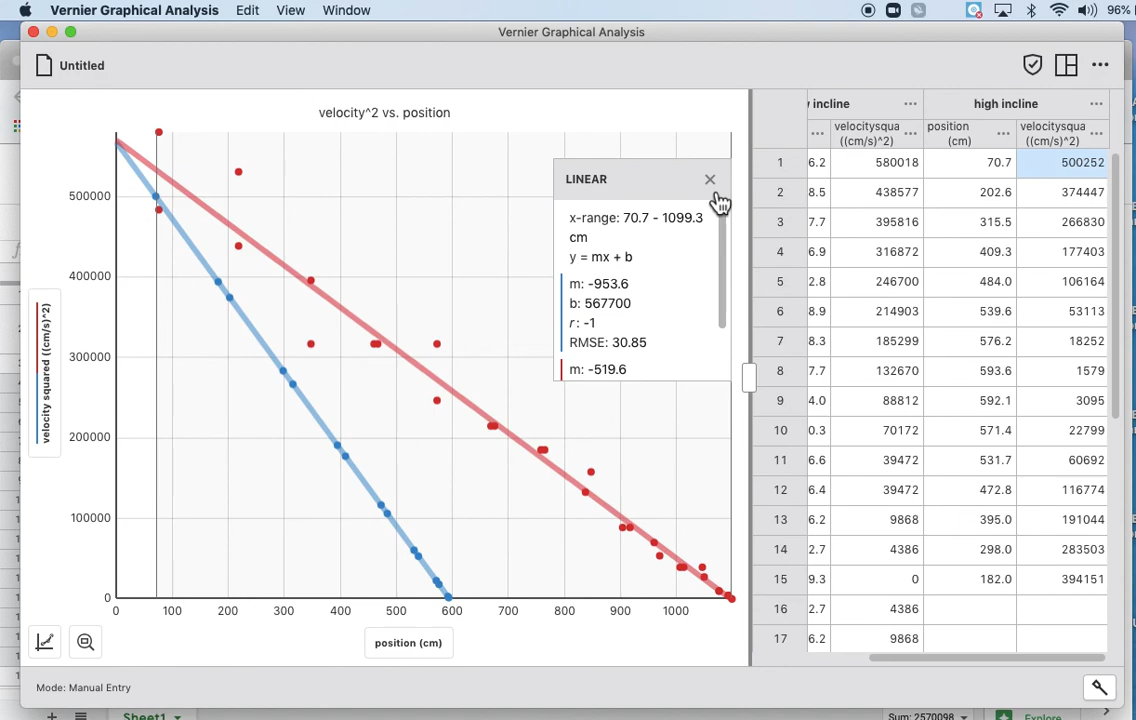 Vernier Graphical Analysis Edit View Window 96%
Vernier Graphical Analysis
Untitled
velocity^2 vs. position
500000
400000
300000
200000
100000
0
velocity squared ((cm/s)^2)
0 100 200 300 400 500 600 700 800 900 1000
position (cm)
LINEAR
x-range: 70.7 - 1099.3
cm
y = mx + b
m: -953.6
b: 567700
r: -1
RMSE: 30.85
m: -519.6
incline ... high incline ...
... velocitysqua ... position ... velocitysqua ...
((cm/s)^2) (cm) ((cm/s)^2)
1 6.2 580018 70.7 500252
2 8.5 438577 202.6 374447
3 7.7 395816 315.5 266830
4 6.9 316872 409.3 177403
5 2.8 246700 484.0 106164
6 8.9 214903 539.6 53113
7 8.3 185299 576.2 18252
8 7.7 132670 593.6 1579
9 4.0 88812 592.1 3095
10 0.3 70172 571.4 22799
11 6.6 39472 531.7 60692
12 6.4 39472 472.8 116774
13 6.2 9868 395.0 191044
14 2.7 4386 298.0 283503
15 9.3 0 182.0 394151
16 2.7 4386
17 6.2 9868
Mode: Manual Entry
Sheet1 Sum: 2570098 Explore